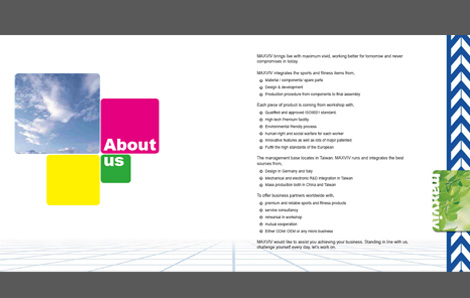 About
us
MAXVIV brings live with maximum vivid, working better for tomorrow and never
compromises in today.
MAXVIV integrates the sports and fitness items from,
Material / components/ spare parts
Design & development
Production procedure from components to final assembly
Each piece of product is coming from workshop with,
Qualified and approved ISO9001 standard.
High-tech Premium facility
Environmental friendly process
human-right and social welfare for each worker
Innovative features as well as lots of major patented
Fulfil the high standards of the European
The management base locates in Taiwan. MAXVIV runs and integrates the best
sources from,
Design in Germany and Italy
Mechanical and electronic R&D integration in Taiwan
Mass production both in China and Taiwan
To offer business partners worldwide with,
premium and reliable sports and fitness products
service consultancy
rehearsal in workshop
mutual cooperation
Either ODM/ OEM or any micro business
MAXVIV would like to assist you achieving your business. Standing in line with us,
challenge yourself every day, let's work on.
MAXVIV